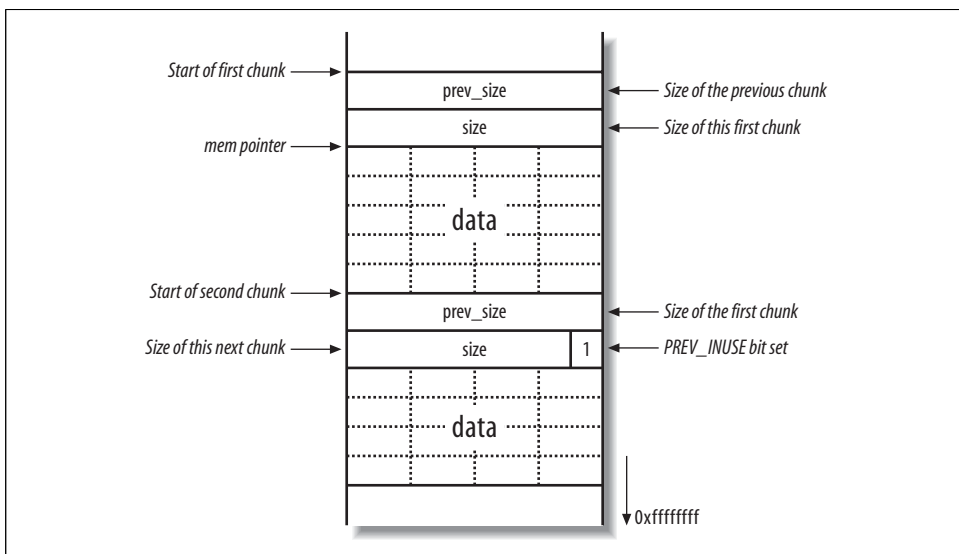 Start of first chunk
prev_size
Size of the previous chunk
size
Size of this first chunk
mem pointer
data
Start of second chunk
prev_size
Size of the first chunk
Size of this next chunk
size
1
PREV_INUSE bit set
data
0xffffffff